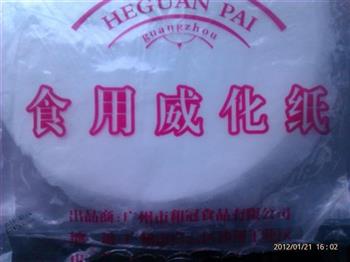 HEGUAN PAI
guangzhou
食用威化纸
出品商:广州市和冠食品有限公司
2012/01/21 16:02